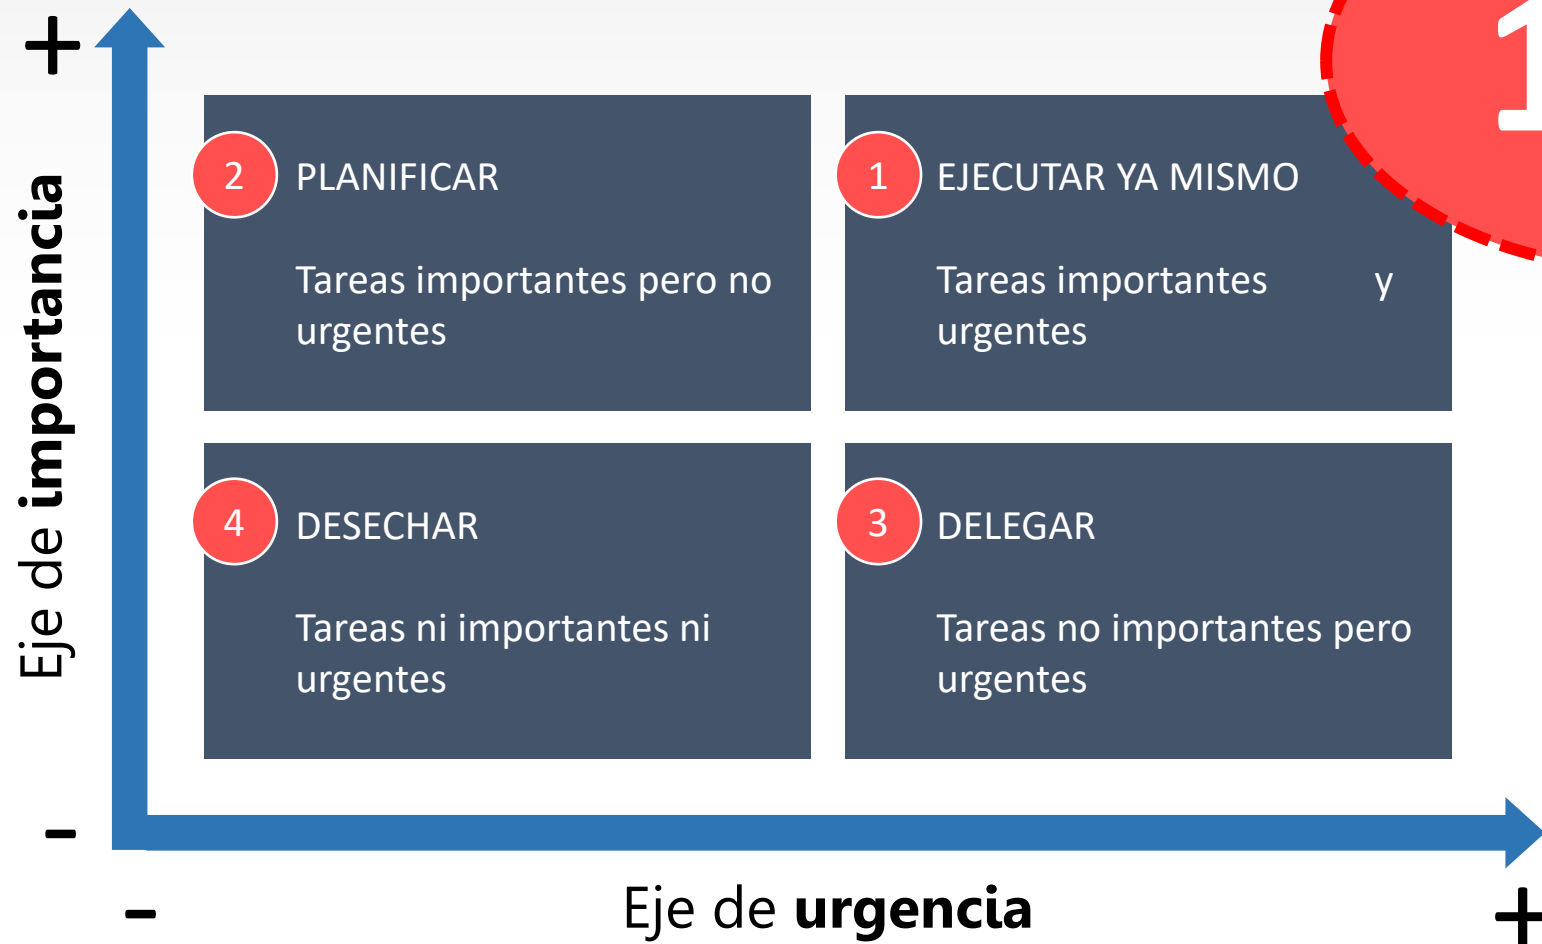 +
1
2 PLANIFICAR
Tareas importantes pero no
urgentes
1 EJECUTAR YA MISMO
Tareas importantes y
urgentes
4 DESECHAR
Tareas ni importantes ni
urgentes
3 DELEGAR
Tareas no importantes pero
urgentes
Eje de importancia
-
-
Eje de urgencia
+